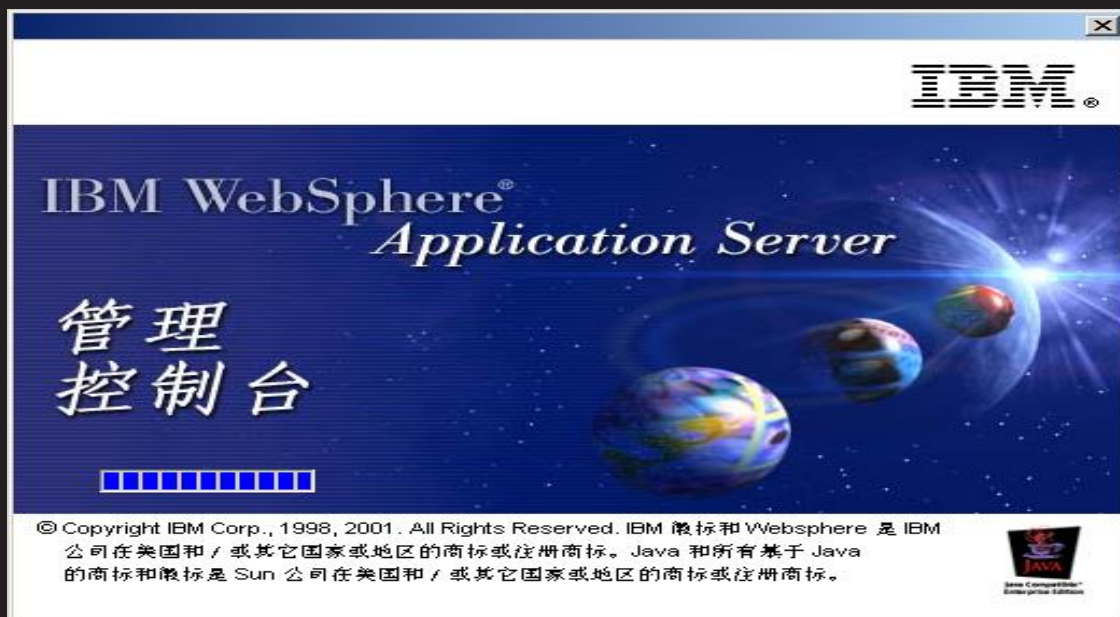 IBM®
IBM WebSphere®
Application Server
管理
控制台
© Copyright IBM Corp., 1998, 2001. All Rights Reserved. IBM 徽标和 Websphere 是 IBM
公司在美国和 / 或其它国家或地区的商标或注册商标。Java 和所有基于 Java
的商标和徽标是 Sun 公司在美国和 / 或其它国家或地区的商标或注册商标。
JAVA
Java Compatible™
Enterprise Edition